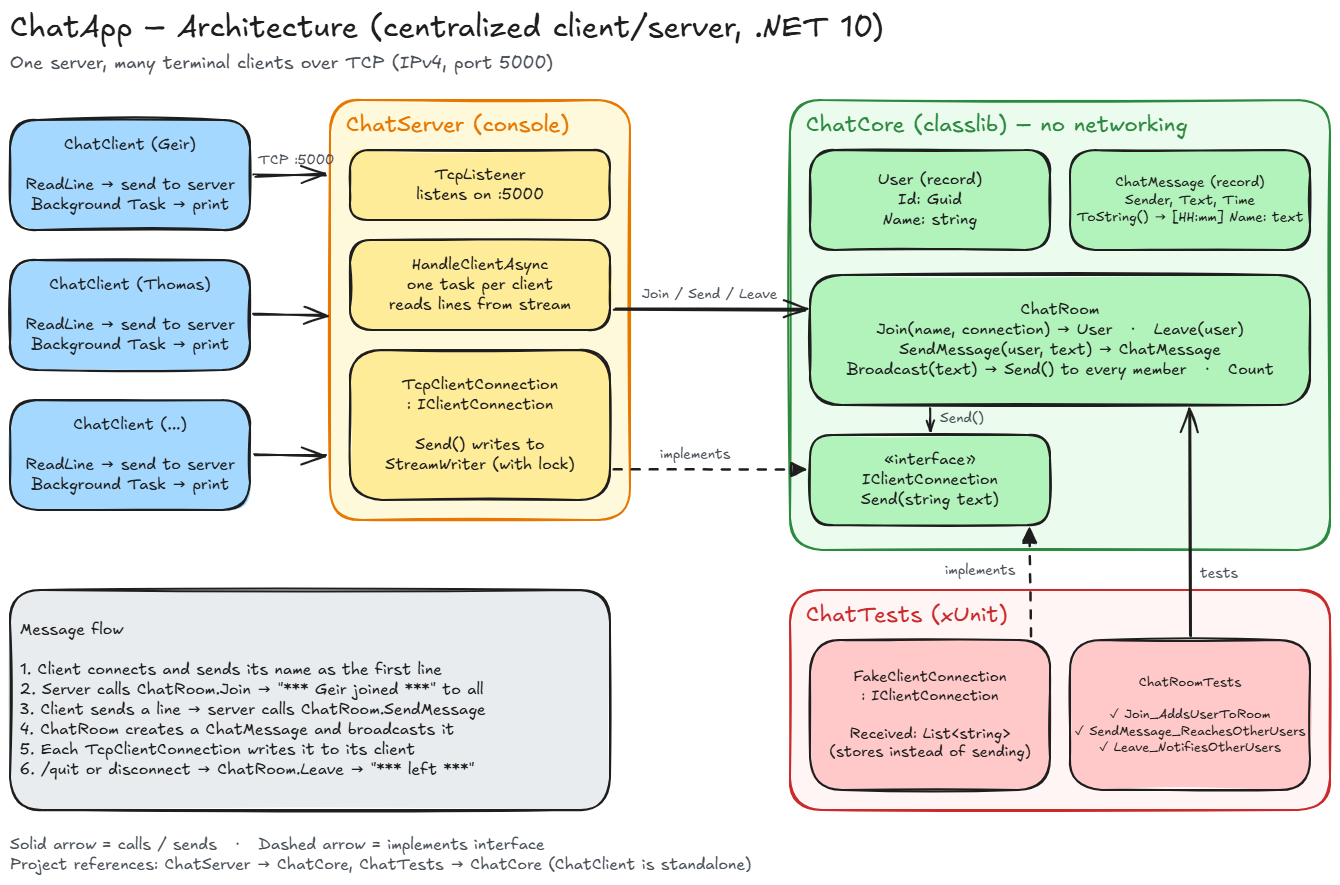 ChatApp — Architecture (centralized client/server, .NET 10)
One server, many terminal clients over TCP (IPv4, port 5000)
ChatClient (Geir)
ReadLine → send to server
Background Task → print
TCP :5000
ChatClient (Thomas)
ReadLine → send to server
Background Task → print
ChatClient (...)
ReadLine → send to server
Background Task → print
ChatServer (console)
TcpListener
listens on :5000
HandleClientAsync
one task per client
reads lines from stream
TcpClientConnection
: IClientConnection
Send() writes to
StreamWriter (with lock)
Join / Send / Leave
implements
ChatCore (classlib) — no networking
User (record)
Id: Guid
Name: string
ChatMessage (record)
Sender, Text, Time
ToString() → [HH:mm] Name: text
ChatRoom
Join(name, connection) → User · Leave(user)
SendMessage(user, text) → ChatMessage
Broadcast(text) → Send() to every member · Count
Send()
«interface»
IClientConnection
Send(string text)
implements
tests
ChatTests (xUnit)
FakeClientConnection
: IClientConnection
Received: List<string>
(stores instead of sending)
ChatRoomTests
✓ Join_AddsUserToRoom
✓ SendMessage_ReachesOtherUsers
✓ Leave_NotifiesOtherUsers
Message flow
1. Client connects and sends its name as the first line
2. Server calls ChatRoom.Join → "*** Geir joined ***" to all
3. Client sends a line → server calls ChatRoom.SendMessage
4. ChatRoom creates a ChatMessage and broadcasts it
5. Each TcpClientConnection writes it to its client
6. /quit or disconnect → ChatRoom.Leave → "*** left ***"
Solid arrow = calls / sends · Dashed arrow = implements interface
Project references: ChatServer → ChatCore, ChatTests → ChatCore (ChatClient is standalone)